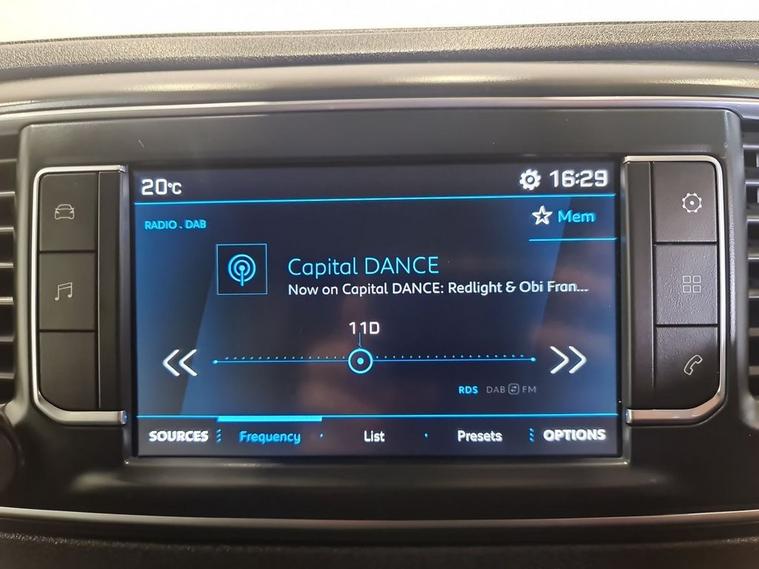 20°C
16:29
RADIO . DAB
Mem
Capital DANCE
Now on Capital DANCE: Redlight & Obi Fran...
11D
RDS DAB FM
SOURCES Frequency List Presets OPTIONS